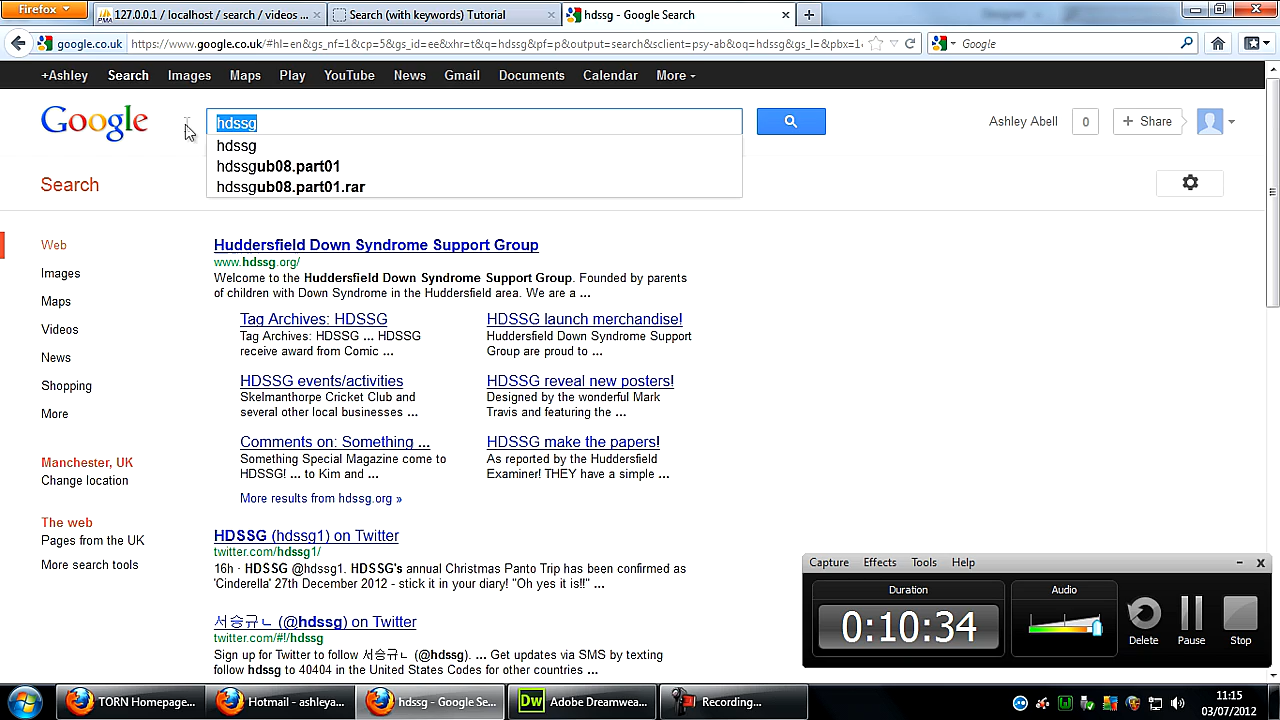 Firefox
127.0.0.1 / localhost / search / videos ...
Search (with keywords) Tutorial
hdssg - Google Search
google.co.uk
https://www.google.co.uk/#hl=en&gs_nf=1&cp=5&gs_id=ee&xhr=t&q=hdssg&pf=p&output=search&sclient=psy-ab&oq=hdssg&gs_l=&pbx=1
Google
+Ashley Search Images Maps Play YouTube News Gmail Documents Calendar More
Google
hdssg
Ashley Abell
0
+ Share
hdssg
hdssgub08.part01
hdssgub08.part01.rar
Search
Web
Images
Maps
Videos
News
Shopping
More
Manchester, UK
Change location
The web
Pages from the UK
More search tools
Huddersfield Down Syndrome Support Group
www.hdssg.org/
Welcome to the Huddersfield Down Syndrome Support Group. Founded by parents
of children with Down Syndrome in the Huddersfield area. We are a ...
Tag Archives: HDSSG
Tag Archives: HDSSG ... HDSSG
receive award from Comic ...
HDSSG launch merchandise!
Huddersfield Down Syndrome Support
Group are proud to ...
HDSSG events/activities
Skelmanthorpe Cricket Club and
several other local businesses ...
HDSSG reveal new posters!
Designed by the wonderful Mark
Travis and featuring the ...
Comments on: Something ...
Something Special Magazine come to
HDSSG! ... to Kim and ...
HDSSG make the papers!
As reported by the Huddersfield
Examiner! THEY have a simple ...
More results from hdssg.org »
HDSSG (hdssg1) on Twitter
twitter.com/hdssg1/
16h - HDSSG @hdssg1. HDSSG's annual Christmas Panto Trip has been confirmed as
'Cinderella' 27th December 2012 - stick it in your diary! "Oh yes it is!!" ...
서승규ㄴ (@hdssg) on Twitter
twitter.com/#!/hdssg
Sign up for Twitter to follow 서승규ㄴ (@hdssg). ... Get updates via SMS by texting
follow hdssg to 40404 in the United States Codes for other countries ...
Capture Effects Tools Help
Duration
0:10:34
Audio
Delete
Pause
Stop
TORN Homepage...
Hotmail - ashleya...
hdssg - Google Se...
Dw
Adobe Dreamwea...
Recording...
11:15
03/07/2012